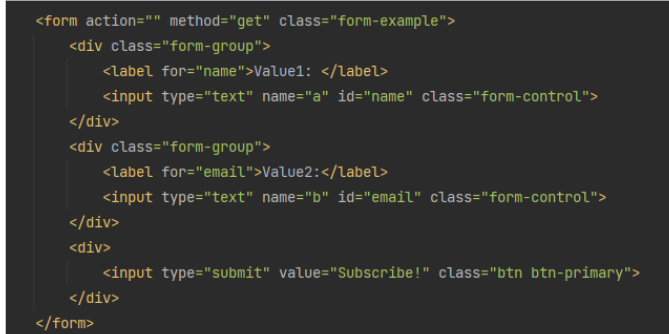 <form action="" method="get" class="form-example">
    <div class="form-group">
        <label for="name">Value1: </label>
        <input type="text" name="a" id="name" class="form-control">
    </div>
    <div class="form-group">
        <label for="email">Value2:</label>
        <input type="text" name="b" id="email" class="form-control">
    </div>
    <div>
        <input type="submit" value="Subscribe!" class="btn btn-primary">
    </div>
</form>